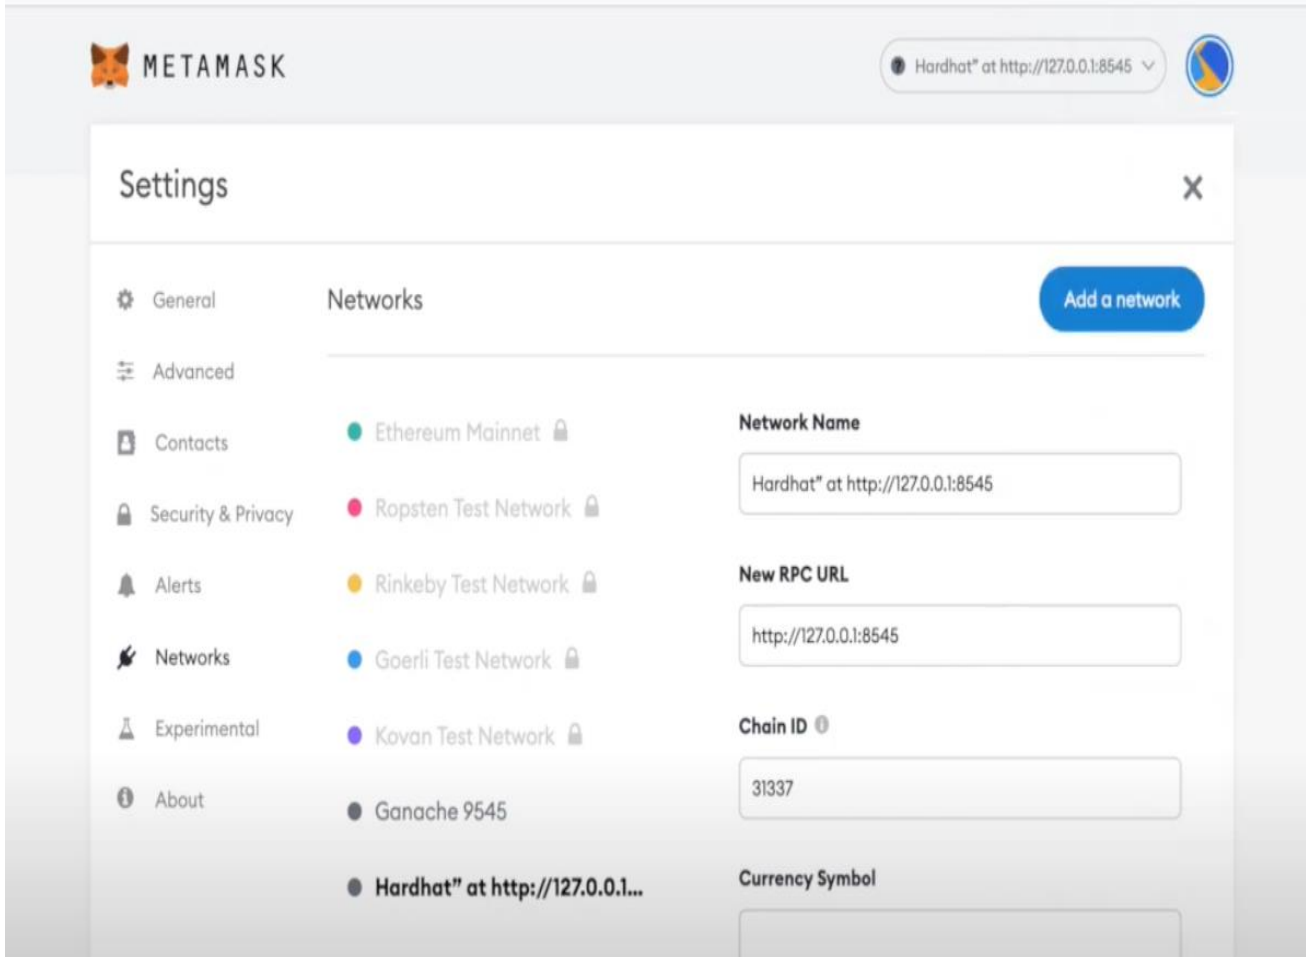 METAMASK
Hardhat" at http://127.0.0.1:8545
Settings
X
General
Advanced
Contacts
Security & Privacy
Alerts
Networks
Experimental
About
Networks
Add a network
Ethereum Mainnet
Ropsten Test Network
Rinkeby Test Network
Goerli Test Network
Kovan Test Network
Ganache 9545
Hardhat" at http://127.0.0.1...
Network Name
Hardhat" at http://127.0.0.1:8545
New RPC URL
http://127.0.0.1:8545
Chain ID
31337
Currency Symbol